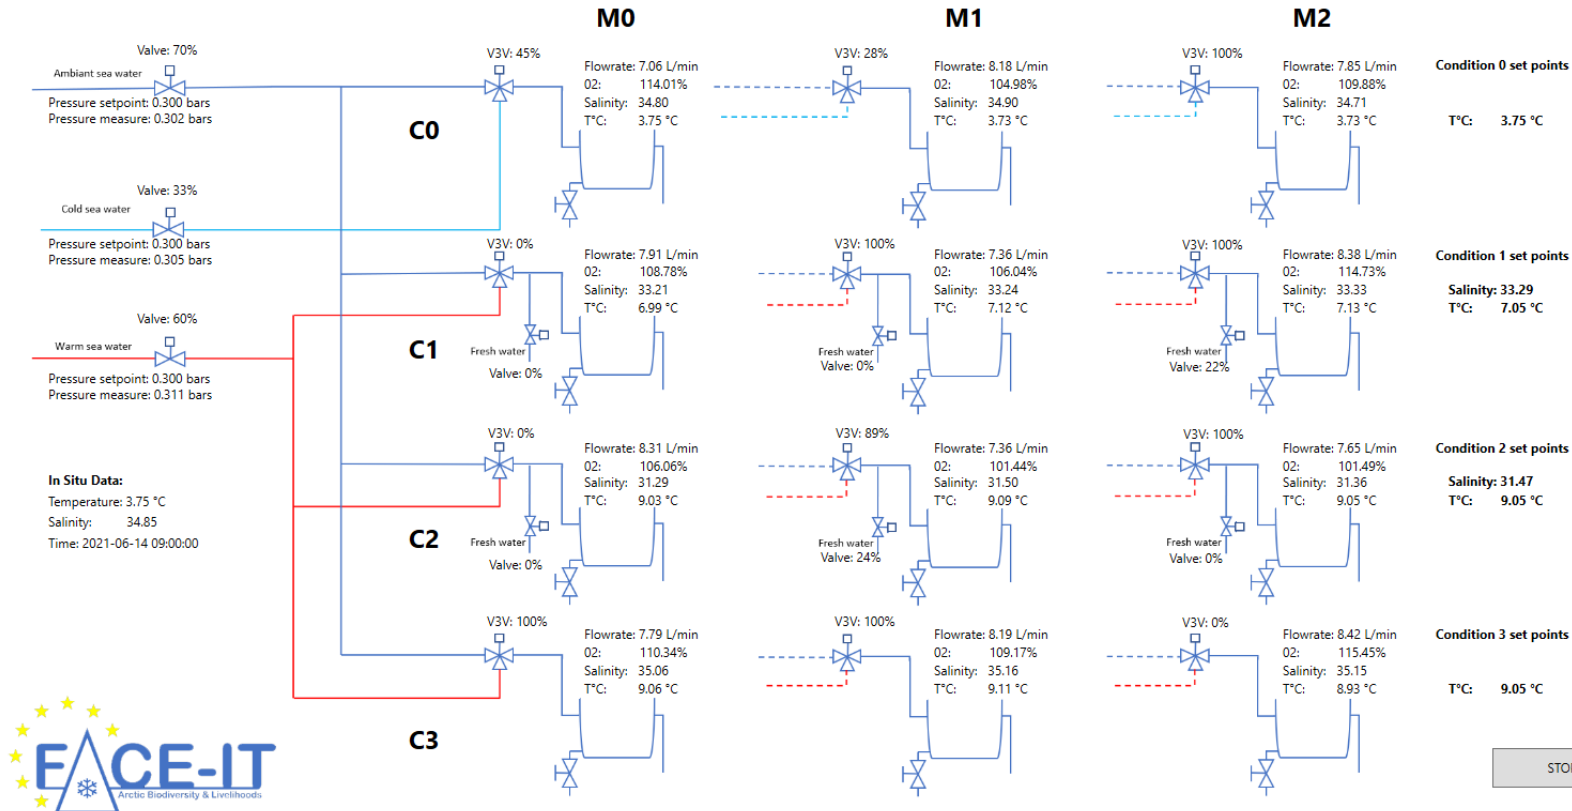 M0 M1 M2
Valve: 70%
Ambiant sea water
Pressure setpoint: 0.300 bars
Pressure measure: 0.302 bars
C0
V3V: 45%
Flowrate: 7.06 L/min
02: 114.01%
Salinity: 34.80
T°C: 3.75 °C
V3V: 28%
Flowrate: 8.18 L/min
02: 104.98%
Salinity: 34.90
T°C: 3.73 °C
V3V: 100%
Flowrate: 7.85 L/min
02: 109.88%
Salinity: 34.71
T°C: 3.73 °C
Condition 0 set points
T°C: 3.75 °C
Valve: 33%
Cold sea water
Pressure setpoint: 0.300 bars
Pressure measure: 0.305 bars
Valve: 60%
Warm sea water
Pressure setpoint: 0.300 bars
Pressure measure: 0.311 bars
C1
V3V: 0%
Flowrate: 7.91 L/min
02: 108.78%
Salinity: 33.21
T°C: 6.99 °C
Fresh water
Valve: 0%
V3V: 100%
Flowrate: 7.36 L/min
02: 106.04%
Salinity: 33.24
T°C: 7.12 °C
Fresh water
Valve: 0%
V3V: 100%
Flowrate: 8.38 L/min
02: 114.73%
Salinity: 33.33
T°C: 7.13 °C
Fresh water
Valve: 22%
Condition 1 set points
Salinity: 33.29
T°C: 7.05 °C
In Situ Data:
Temperature: 3.75 °C
Salinity: 34.85
Time: 2021-06-14 09:00:00
C2
V3V: 0%
Flowrate: 8.31 L/min
02: 106.06%
Salinity: 31.29
T°C: 9.03 °C
Fresh water
Valve: 0%
V3V: 89%
Flowrate: 7.36 L/min
02: 101.44%
Salinity: 31.50
T°C: 9.09 °C
Fresh water
Valve: 24%
V3V: 100%
Flowrate: 7.65 L/min
02: 101.49%
Salinity: 31.36
T°C: 9.05 °C
Fresh water
Valve: 0%
Condition 2 set points
Salinity: 31.47
T°C: 9.05 °C
C3
V3V: 100%
Flowrate: 7.79 L/min
02: 110.34%
Salinity: 35.06
T°C: 9.06 °C
V3V: 100%
Flowrate: 8.19 L/min
02: 109.17%
Salinity: 35.16
T°C: 9.11 °C
V3V: 0%
Flowrate: 8.42 L/min
02: 115.45%
Salinity: 35.15
T°C: 8.93 °C
Condition 3 set points
T°C: 9.05 °C
FACE-IT
Arctic Biodiversity & Livelihoods